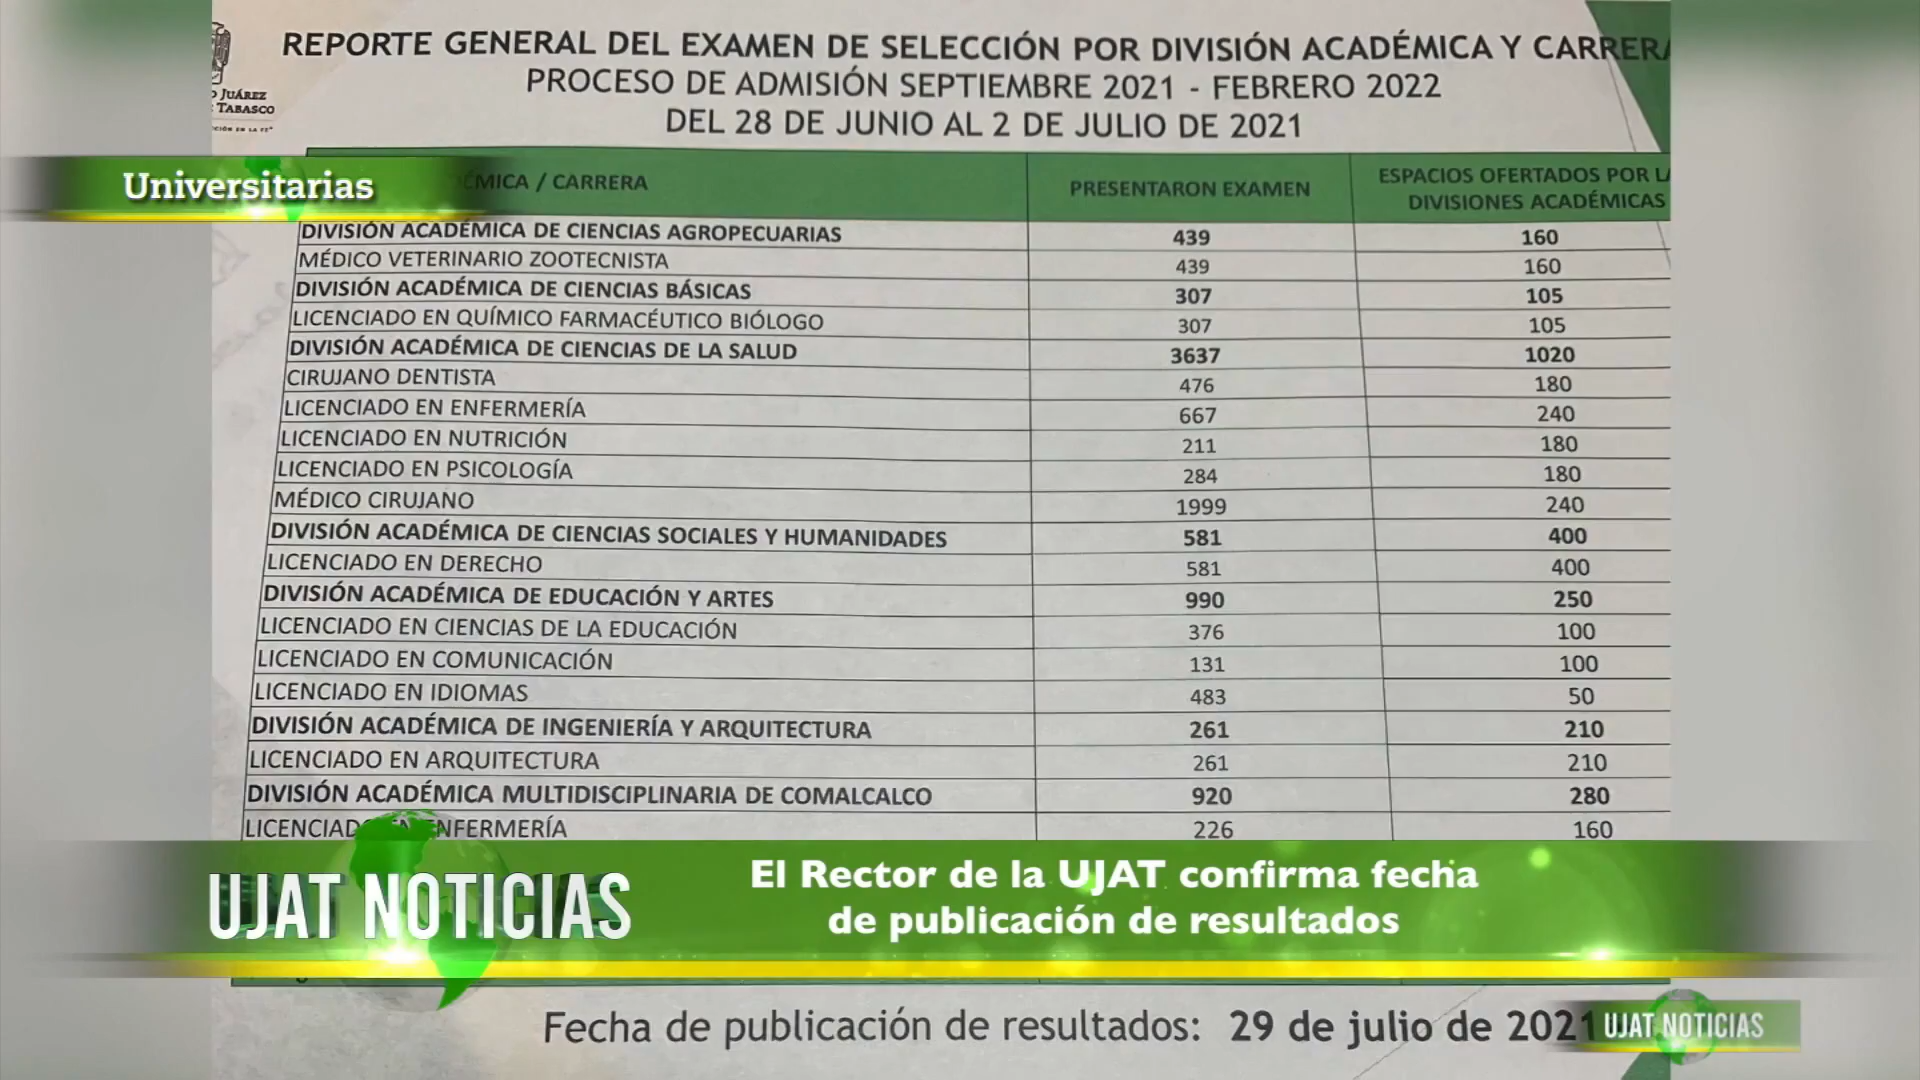 REPORTE GENERAL DEL EXAMEN DE SELECCIÓN POR DIVISIÓN ACADÉMICA Y CARRERA
PROCESO DE ADMISIÓN SEPTIEMBRE 2021 - FEBRERO 2022
DEL 28 DE JUNIO AL 2 DE JULIO DE 2021
JUÁREZ
TABASCO
Universitarias
/ CARRERA PRESENTARON EXAMEN ESPACIOS OFERTADOS POR
DIVISIONES ACADÉMICAS
DIVISIÓN ACADÉMICA DE CIENCIAS AGROPECUARIAS 439 160
MÉDICO VETERINARIO ZOOTECNISTA 439 160
DIVISIÓN ACADÉMICA DE CIENCIAS BÁSICAS 307 105
LICENCIADO EN QUÍMICO FARMACÉUTICO BIÓLOGO 307 105
DIVISIÓN ACADÉMICA DE CIENCIAS DE LA SALUD 3637 1020
CIRUJANO DENTISTA 476 180
LICENCIADO EN ENFERMERÍA 667 240
LICENCIADO EN NUTRICIÓN 211 180
LICENCIADO EN PSICOLOGÍA 284 180
MÉDICO CIRUJANO 1999 240
DIVISIÓN ACADÉMICA DE CIENCIAS SOCIALES Y HUMANIDADES 581 400
LICENCIADO EN DERECHO 581 400
DIVISIÓN ACADÉMICA DE EDUCACIÓN Y ARTES 990 250
LICENCIADO EN CIENCIAS DE LA EDUCACIÓN 376 100
LICENCIADO EN COMUNICACIÓN 131 100
LICENCIADO EN IDIOMAS 483 50
DIVISIÓN ACADÉMICA DE INGENIERÍA Y ARQUITECTURA 261 210
LICENCIADO EN ARQUITECTURA 261 210
DIVISIÓN ACADÉMICA MULTIDISCIPLINARIA DE COMALCALCO 920 280
LICENCIADO EN ENFERMERÍA 226 160
UJAT NOTICIAS
El Rector de la UJAT confirma fecha
de publicación de resultados
Fecha de publicación de resultados: 29 de julio de 2021
UJAT NOTICIAS